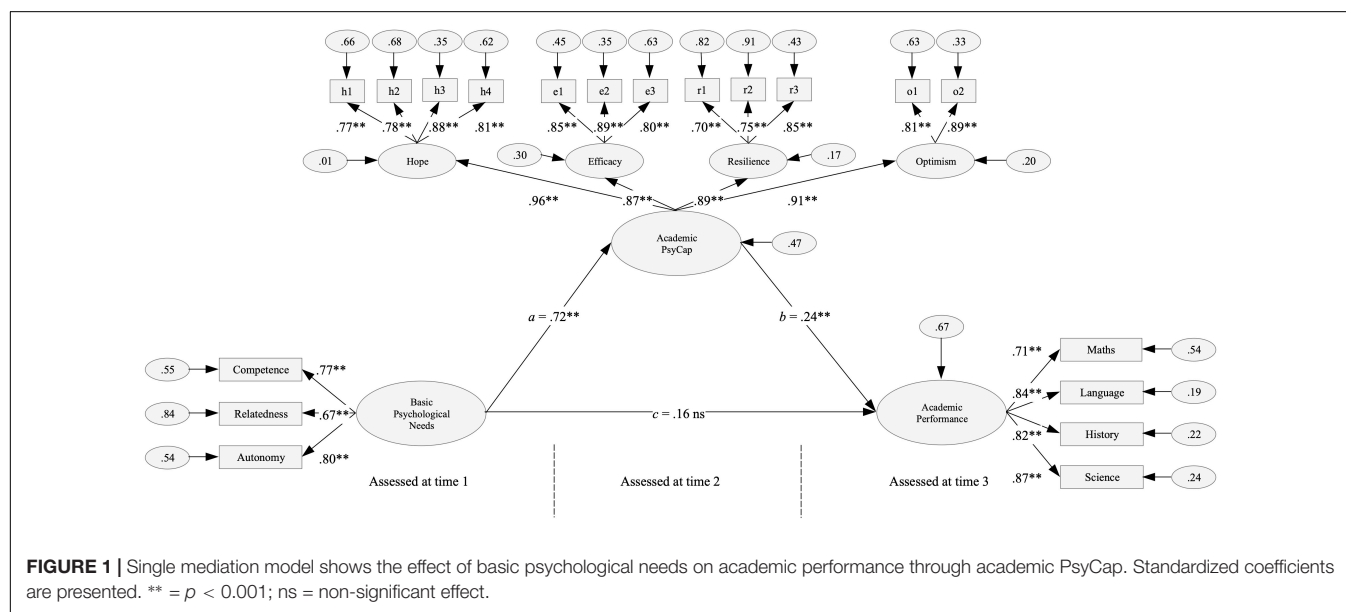 .66 .68 .35 .62 .45 .35 .63 .82 .91 .43 .63 .33
h1 h2 h3 h4 e1 e2 e3 r1 r2 r3 o1 o2
.77** .78** .88** .81** .85** .89** .80** .70** .75** .85** .81** .89**
.01 Hope .30 Efficacy Resilience .17 Optimism .20
.96** .87** .89** .91**
Academic
PsyCap
.47
a = .72** b = .24**
.67
.55 Competence .77**
.84 Relatedness .67**
.54 Autonomy .80**
Basic
Psychological
Needs
c = .16 ns
Academic
Performance
.71** Maths .54
.84** Language .19
.82** History .22
.87** Science .24
Assessed at time 1 Assessed at time 2 Assessed at time 3
FIGURE 1 | Single mediation model shows the effect of basic psychological needs on academic performance through academic PsyCap. Standardized coefficients
are presented. ** = p < 0.001; ns = non-significant effect.